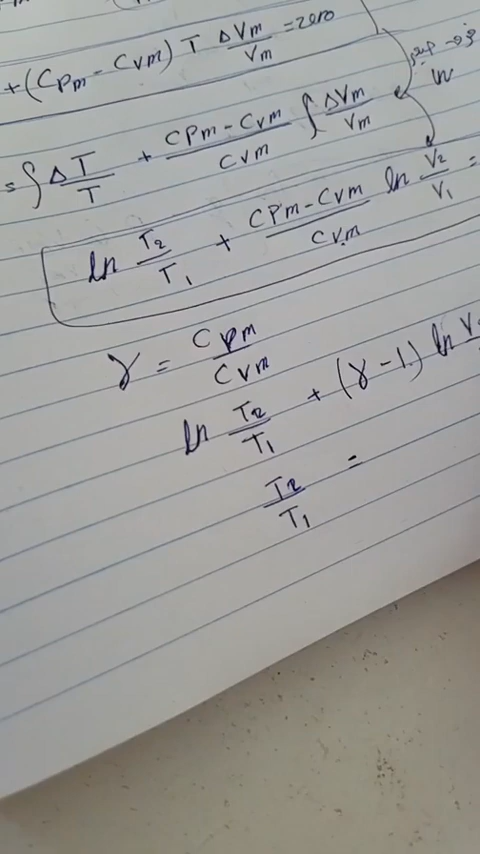 + (CPm - CVm) T ΔVm/Vm = zero
= ∫ ΔT/T + CPm - CVm/CVm ∫ ΔVm/Vm
ln T2/T1 + CPm - CVm/CVm ln V2/V1 =
γ = CPm/CVm
ln T2/T1 + (γ - 1) ln V2
T2/T1 =